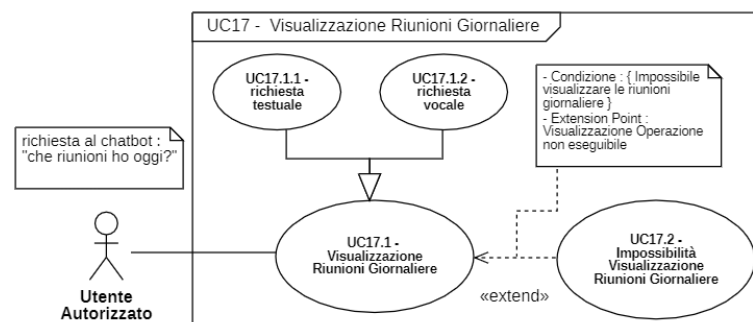 UC17 - Visualizzazione Riunioni Giornaliere
UC17.1.1 -
richiesta
testuale
UC17.1.2 -
richiesta
vocale
- Condizione : { Impossibile
visualizzare le riunioni
giornaliere }
- Extension Point :
Visualizzazione Operazione
non eseguibile
richiesta al chatbot :
"che riunioni ho oggi?"
UC17.1 -
Visualizzazione
Riunioni Giornaliere
UC17.2 -
Impossibilità
Visualizzazione
Riunioni Giornaliere
«extend»
Utente
Autorizzato